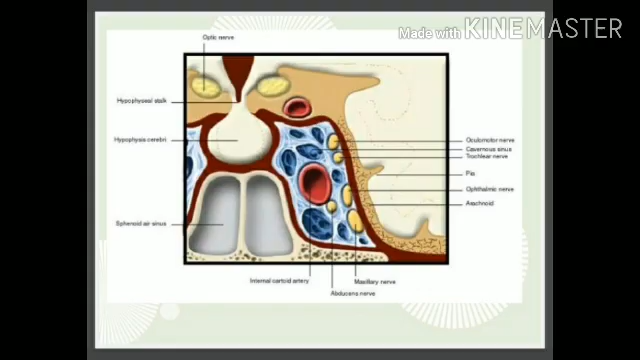 Made with KINEMASTER
Optic nerve
Hypophyseal stalk
Hypophysis cerebri
Sphenoid air sinus
Oculomotor nerve
Cavernous sinus
Trochlear nerve
Pia
Ophthalmic nerve
Arachnoid
Internal carotid artery
Maxillary nerve
Abducens nerve